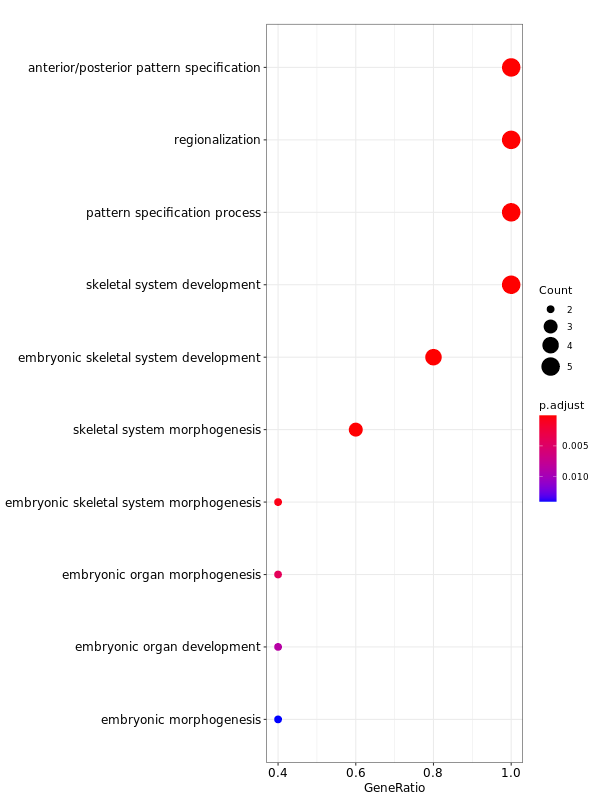 anterior/posterior pattern specification
regionalization
pattern specification process
skeletal system development
embryonic skeletal system development
skeletal system morphogenesis
embryonic skeletal system morphogenesis
embryonic organ morphogenesis
embryonic organ development
embryonic morphogenesis
0.4 0.6 0.8 1.0
GeneRatio
Count
2
3
4
5
p.adjust
0.005
0.010